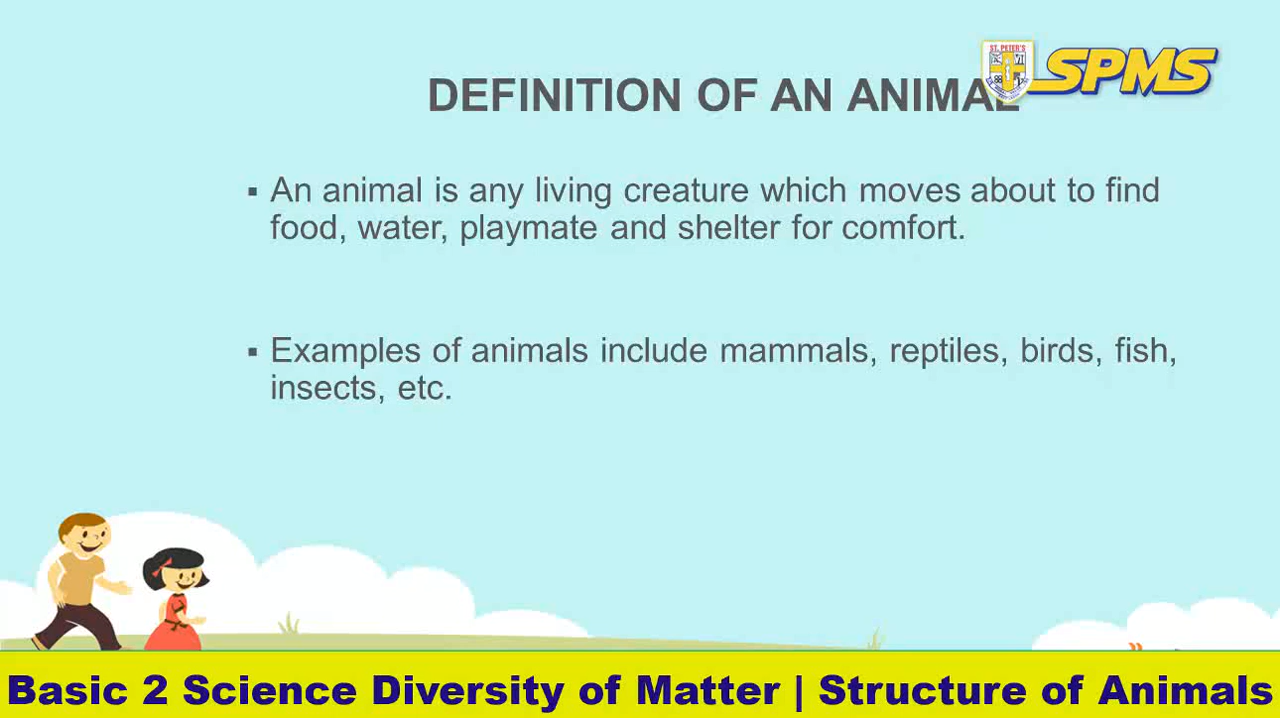 ST. PETER'S
SPMS
DEFINITION OF AN ANIMAL
▪ An animal is any living creature which moves about to find
food, water, playmate and shelter for comfort.
▪ Examples of animals include mammals, reptiles, birds, fish,
insects, etc.
Basic 2 Science Diversity of Matter | Structure of Animals